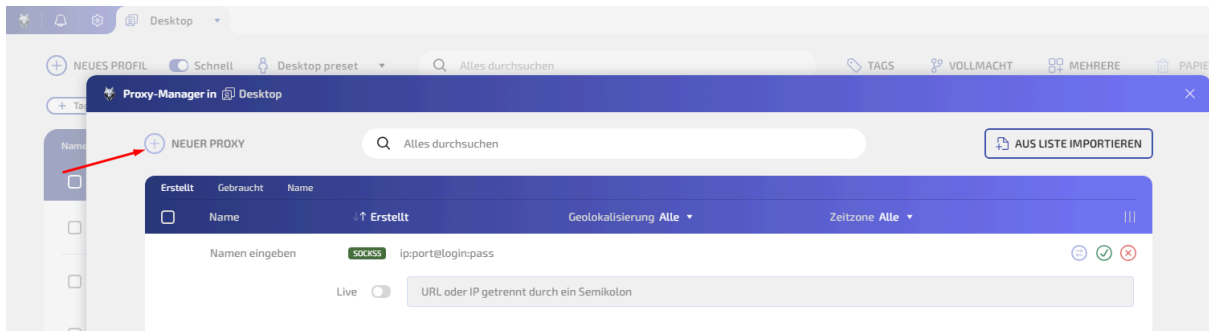 Desktop
NEUES PROFIL Schnell Desktop preset Alles durchsuchen TAGS VOLLMACHT MEHRERE PAPIE
+ Tag
Proxy-Manager in Desktop
Name
NEUER PROXY Alles durchsuchen AUS LISTE IMPORTIEREN
Erstellt Gebraucht Name
Name ↓↑ Erstellt Geolokalisierung Alle Zeitzone Alle
Namen eingeben SOCKS5 ip:port@login:pass
Live URL oder IP getrennt durch ein Semikolon